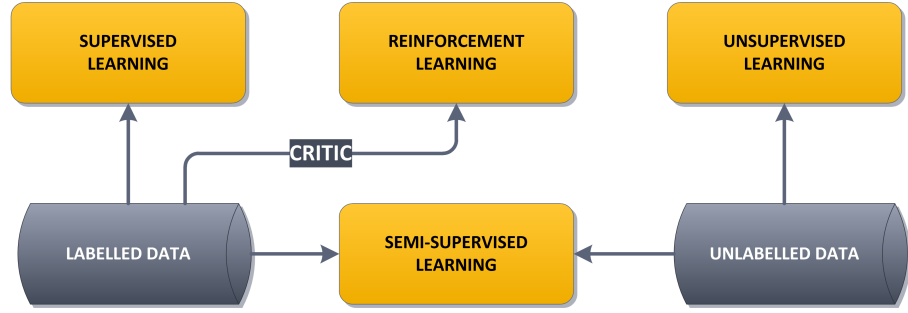 SUPERVISED
LEARNING
REINFORCEMENT
LEARNING
UNSUPERVISED
LEARNING
CRITIC
LABELLED DATA
SEMI-SUPERVISED
LEARNING
UNLABELLED DATA